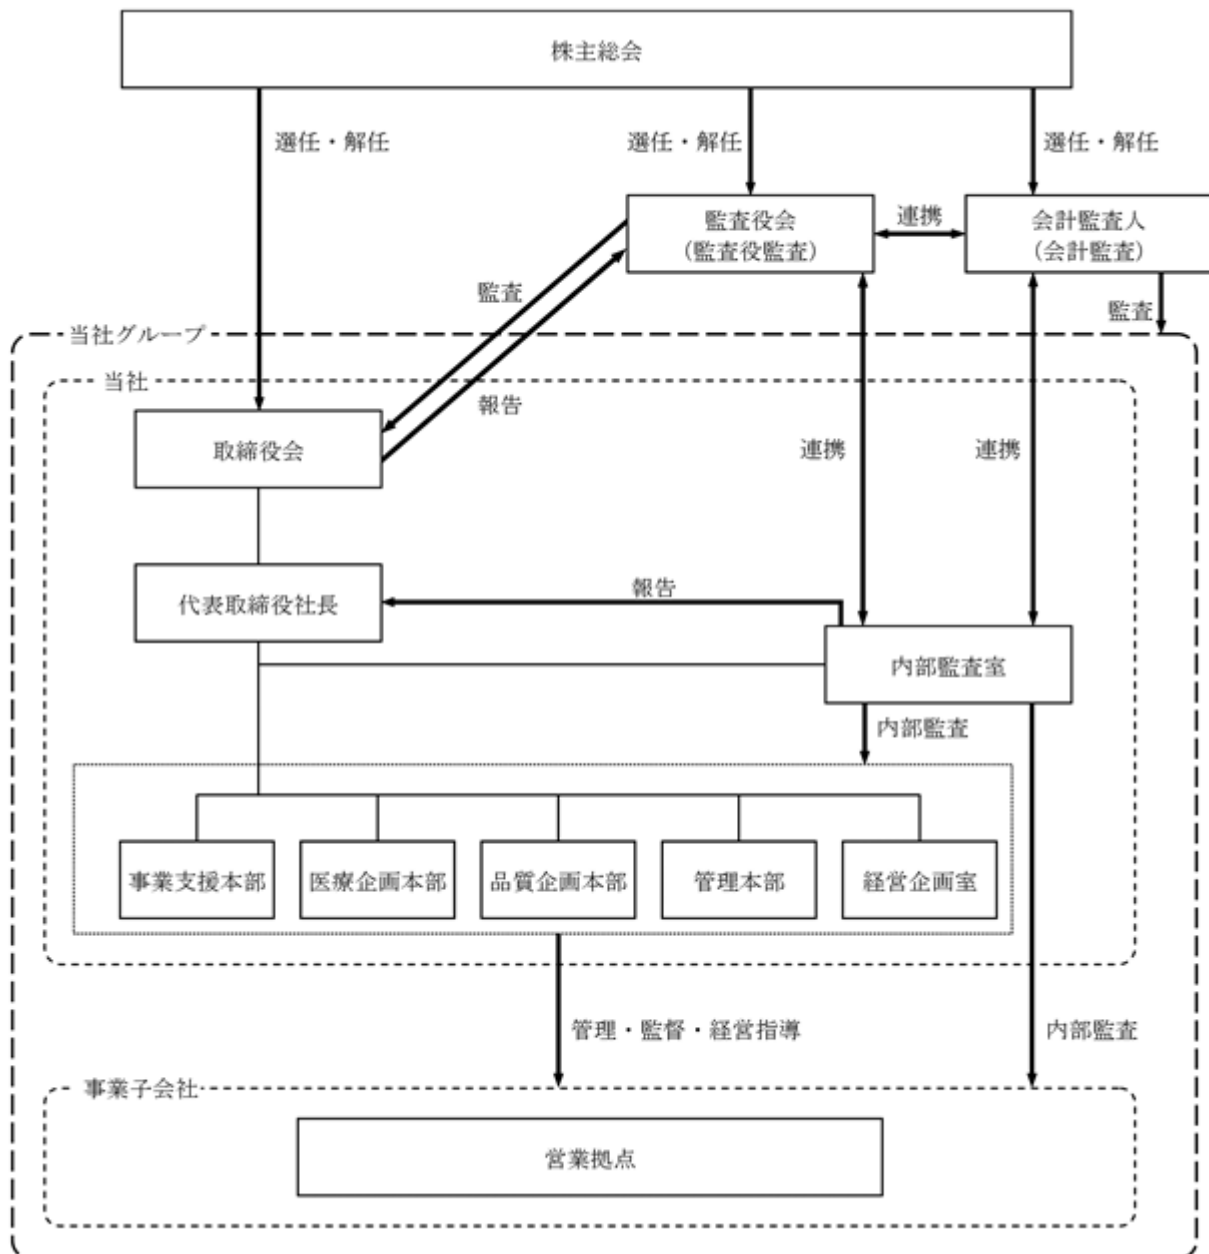 株主総会
選任・解任
選任・解任
選任・解任
監査役会
（監査役監査）
連携
会計監査人
（会計監査）
監査
監査
当社グループ
当社
報告
取締役会
連携
連携
代表取締役社長
報告
内部監査室
内部監査
事業支援本部
医療企画本部
品質企画本部
管理本部
経営企画室
管理・監督・経営指導
内部監査
事業子会社
営業拠点